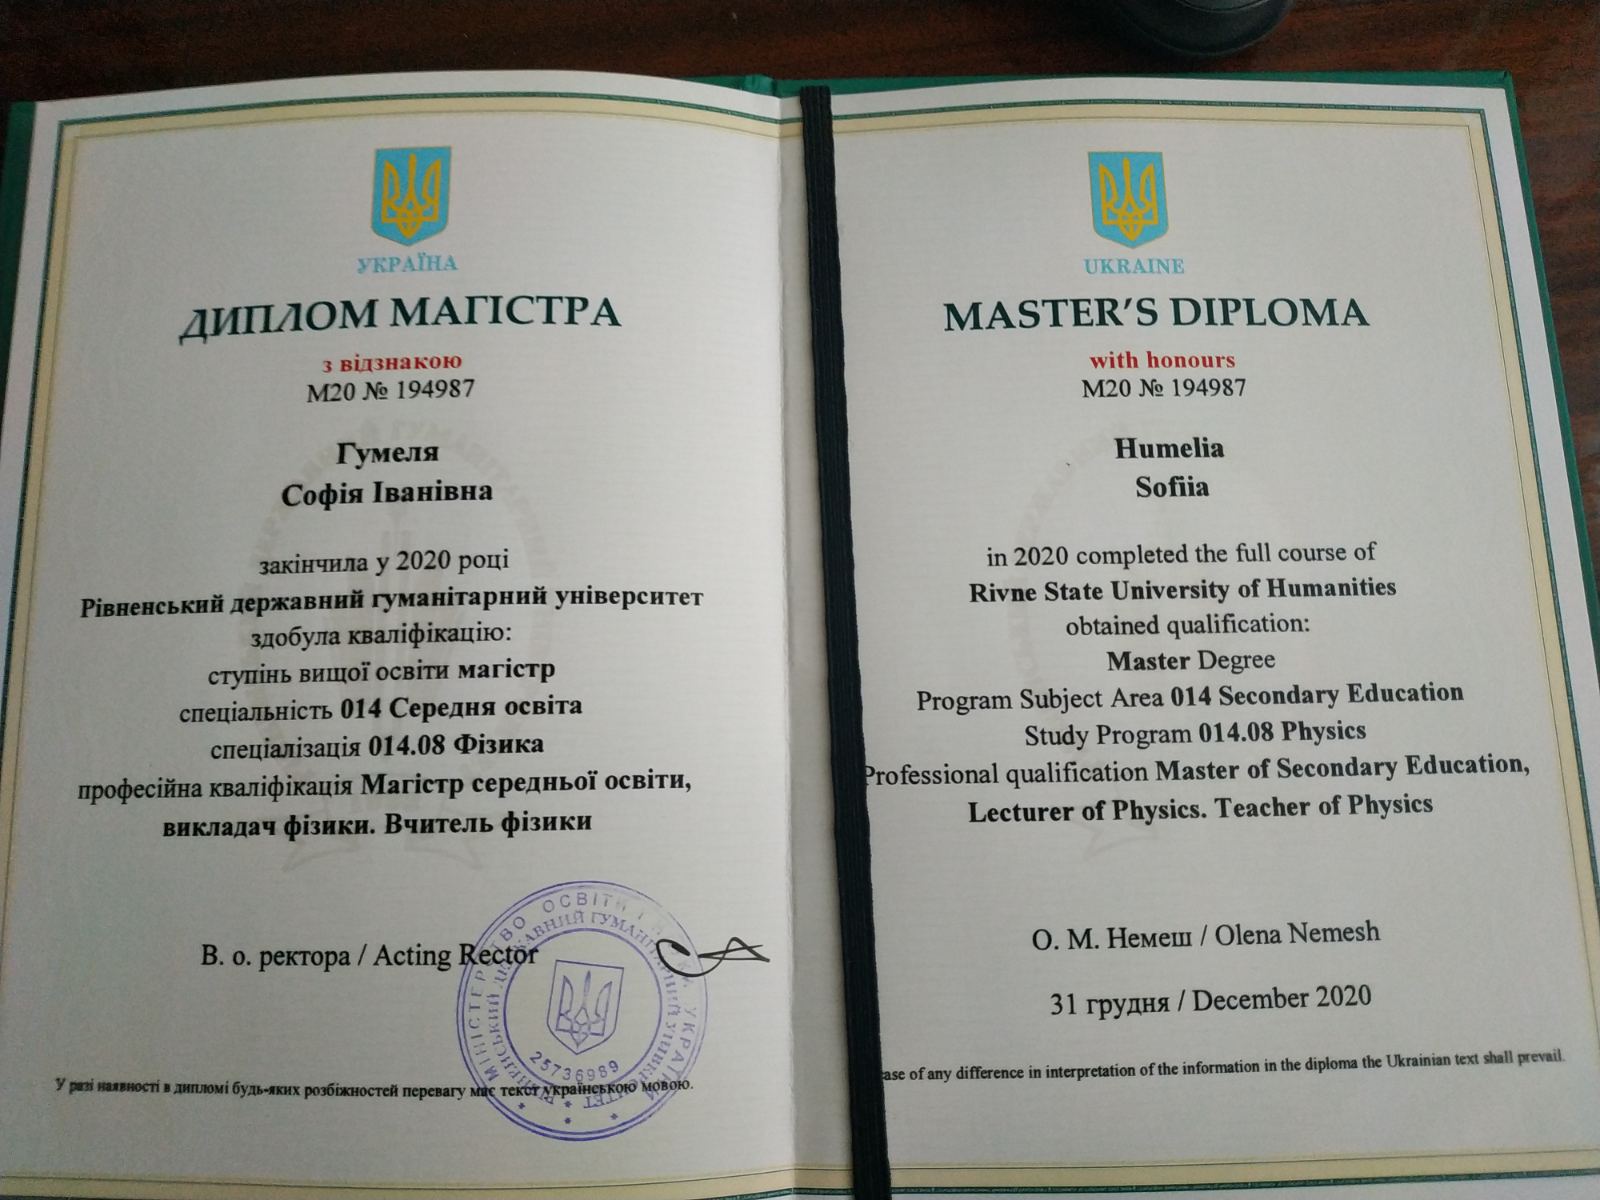 УКРАЇНА
ДИПЛОМ МАГІСТРА
з відзнакою
М20 № 194987
Гумеля
Софія Іванівна
закінчила у 2020 році
Рівненський державний гуманітарний університет
здобула кваліфікацію:
ступінь вищої освіти магістр
спеціальність 014 Середня освіта
спеціалізація 014.08 Фізика
професійна кваліфікація Магістр середньої освіти,
викладач фізики. Вчитель фізики
В. о. ректора / Acting Rector
25736989
У разі наявності в дипломі будь-яких розбіжностей перевагу має текст українською мовою.
UKRAINE
MASTER'S DIPLOMA
with honours
М20 № 194987
Humelia
Sofiia
in 2020 completed the full course of
Rivne State University of Humanities
obtained qualification:
Master Degree
Program Subject Area 014 Secondary Education
Study Program 014.08 Physics
Professional qualification Master of Secondary Education,
Lecturer of Physics. Teacher of Physics
О. М. Немеш / Olena Nemesh
31 грудня / December 2020
ase of any difference in interpretation of the information in the diploma the Ukrainian text shall prevail.